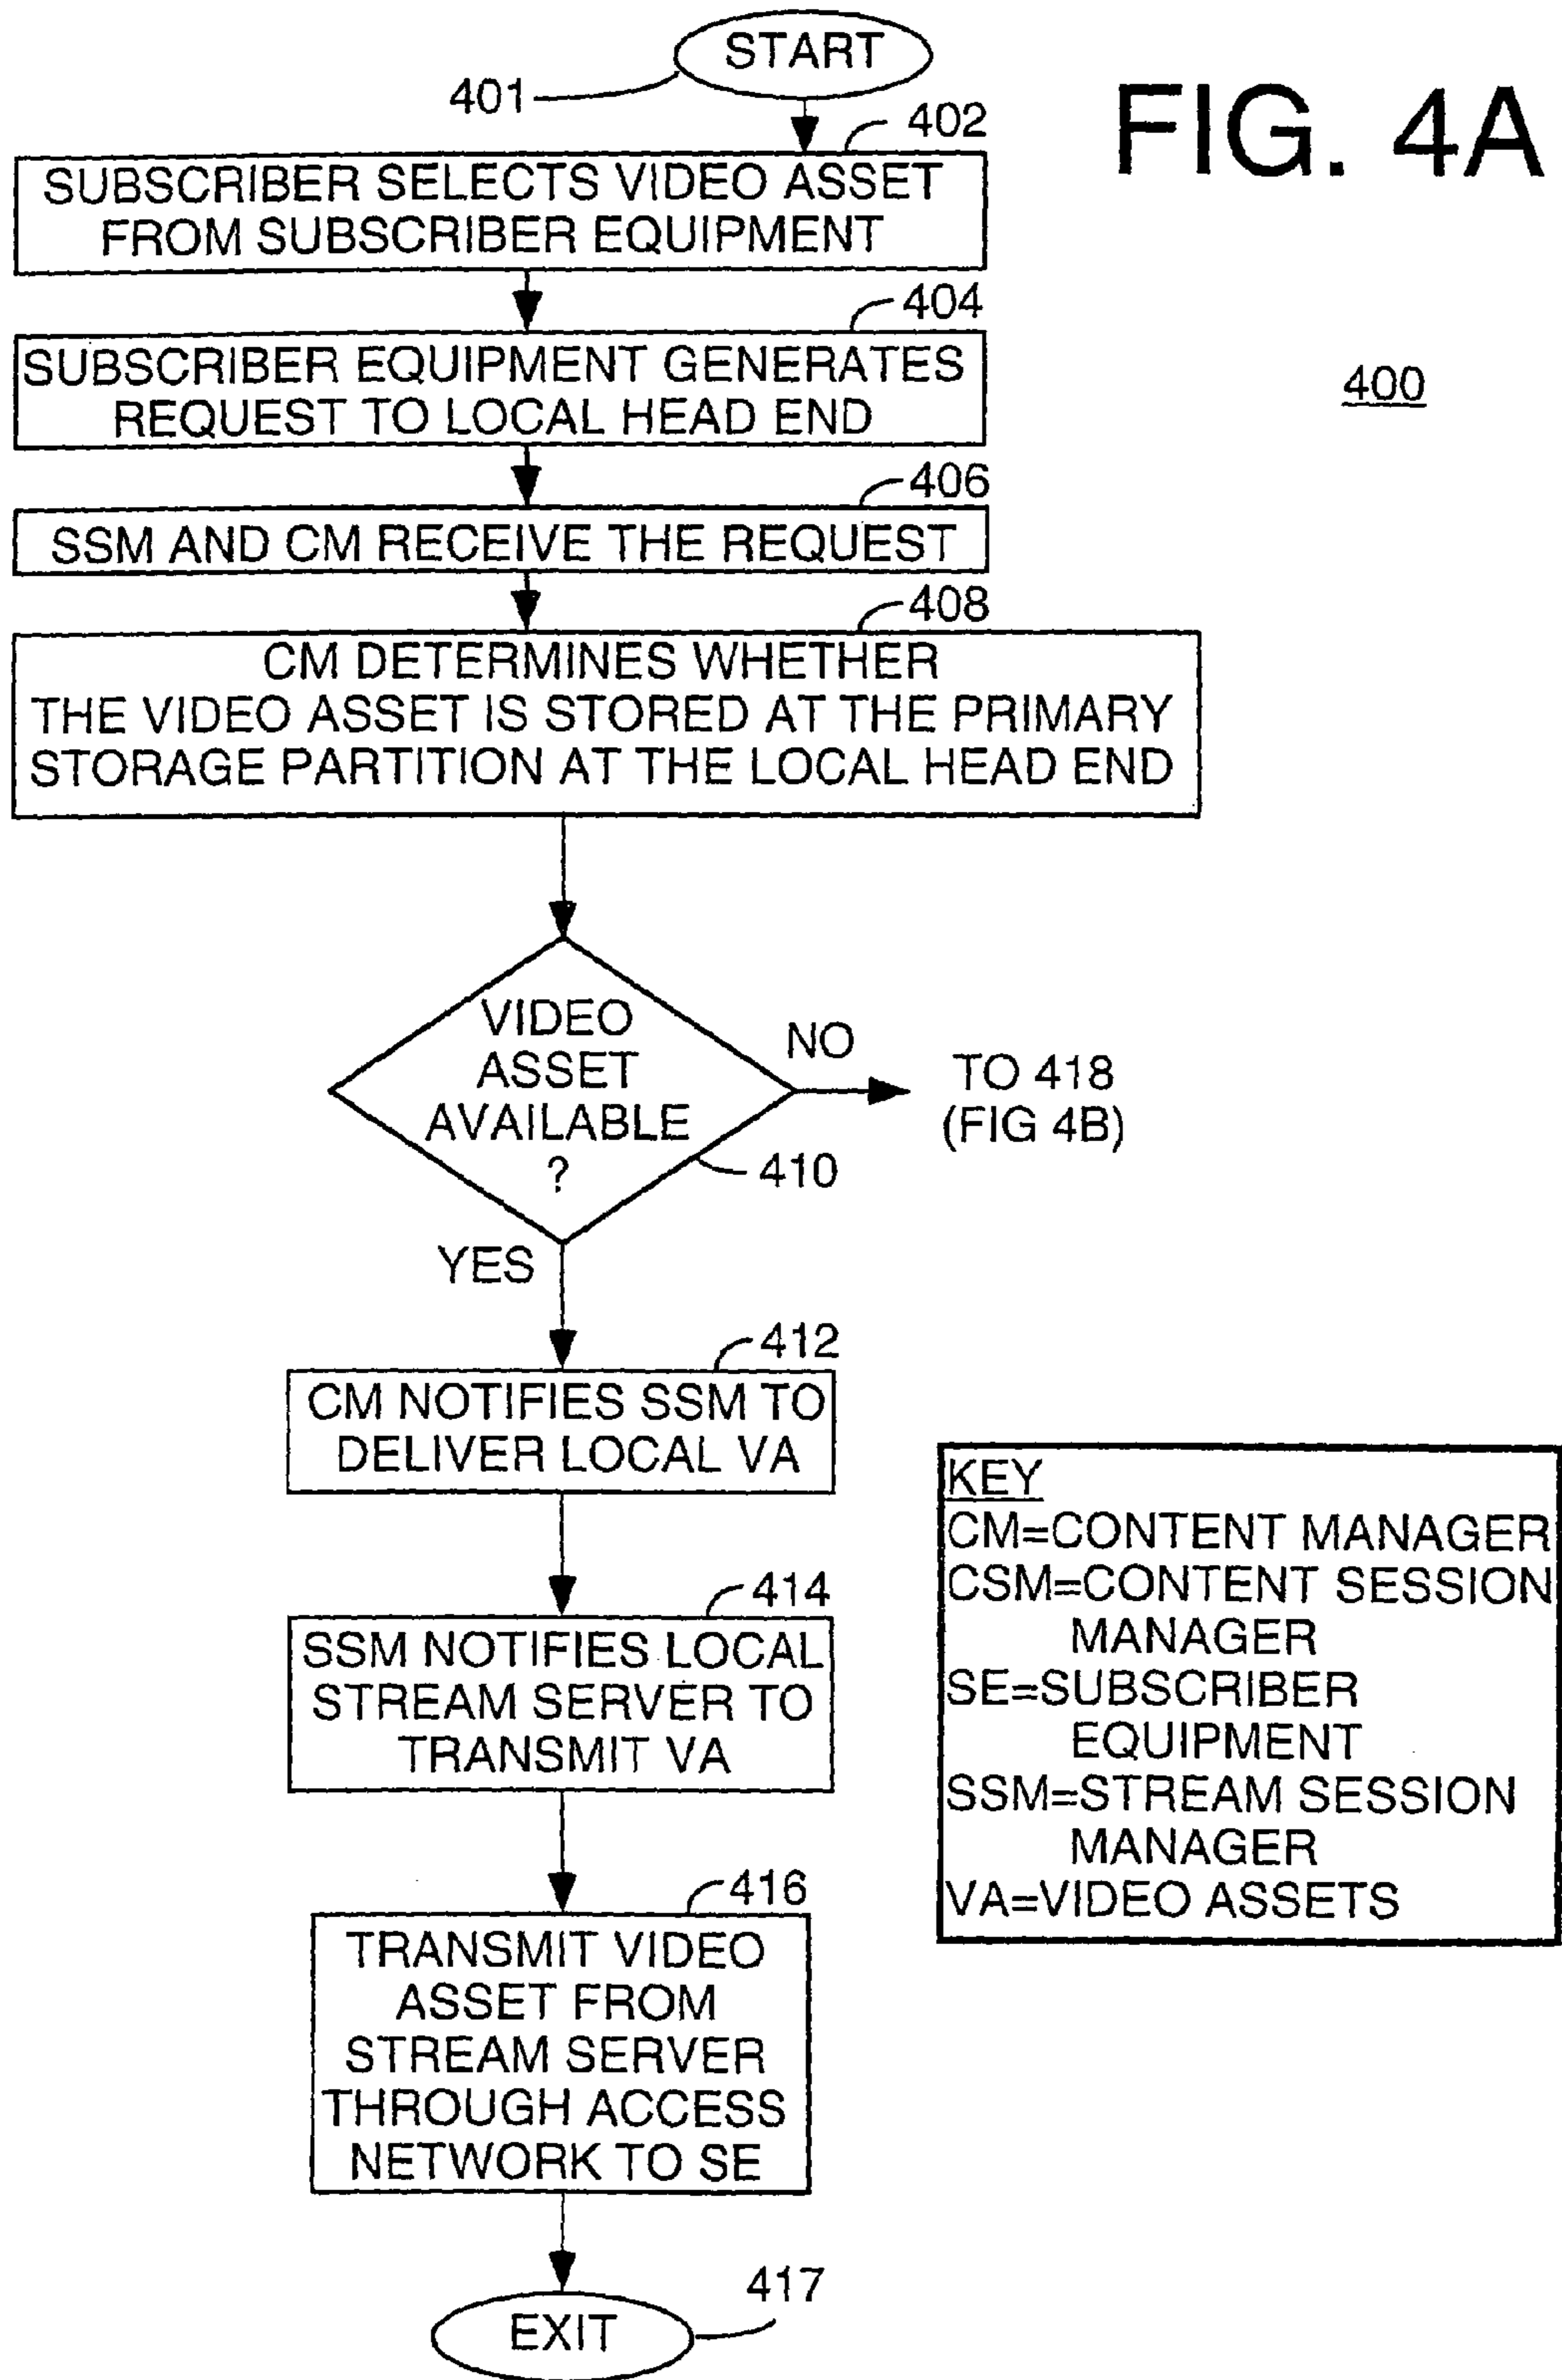 FIG. 4A
START
401
402
SUBSCRIBER SELECTS VIDEO ASSET
FROM SUBSCRIBER EQUIPMENT
404
SUBSCRIBER EQUIPMENT GENERATES
REQUEST TO LOCAL HEAD END
400
406
SSM AND CM RECEIVE THE REQUEST
408
CM DETERMINES WHETHER
THE VIDEO ASSET IS STORED AT THE PRIMARY
STORAGE PARTITION AT THE LOCAL HEAD END
VIDEO
ASSET
AVAILABLE
?
410
NO
TO 418
(FIG 4B)
YES
412
CM NOTIFIES SSM TO
DELIVER LOCAL VA
414
SSM NOTIFIES LOCAL
STREAM SERVER TO
TRANSMIT VA
416
TRANSMIT VIDEO
ASSET FROM
STREAM SERVER
THROUGH ACCESS
NETWORK TO SE
417
EXIT
KEY
CM=CONTENT MANAGER
CSM=CONTENT SESSION
MANAGER
SE=SUBSCRIBER
EQUIPMENT
SSM=STREAM SESSION
MANAGER
VA=VIDEO ASSETS